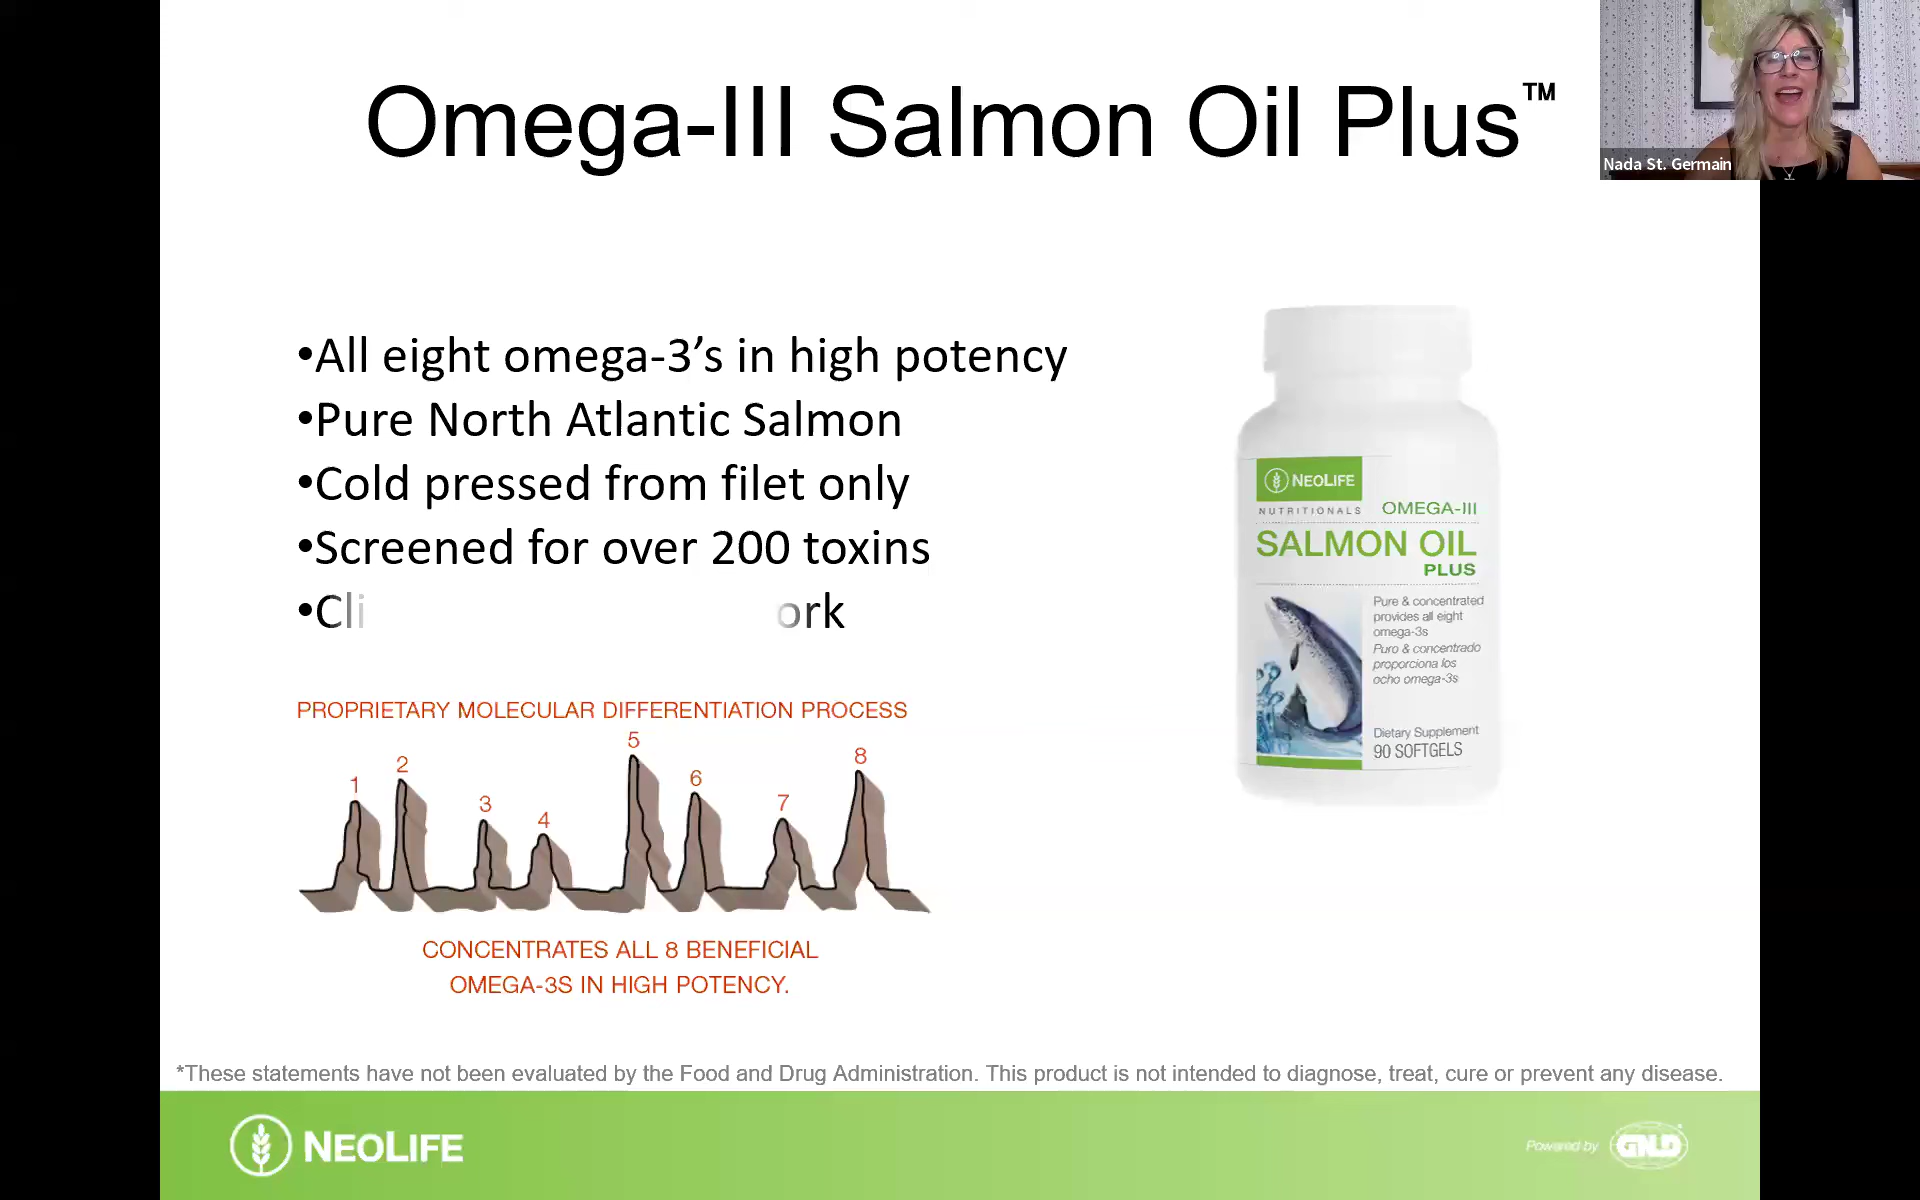 Omega-III Salmon Oil Plus™
Nada St. Germain
•All eight omega-3’s in high potency
•Pure North Atlantic Salmon
•Cold pressed from filet only
•Screened for over 200 toxins
•Cli ork
PROPRIETARY MOLECULAR DIFFERENTIATION PROCESS
1 2 3 4 5 6 7 8
CONCENTRATES ALL 8 BENEFICIAL
OMEGA-3S IN HIGH POTENCY.
NEOLIFE
NUTRITIONALS OMEGA-III
SALMON OIL
PLUS
Pure & concentrated
provides all eight
omega-3s
Puro & concentrado
proporciona los
ocho omega-3s
Dietary Supplement
90 SOFTGELS
*These statements have not been evaluated by the Food and Drug Administration. This product is not intended to diagnose, treat, cure or prevent any disease.
NEOLIFE
Powered by GNLD